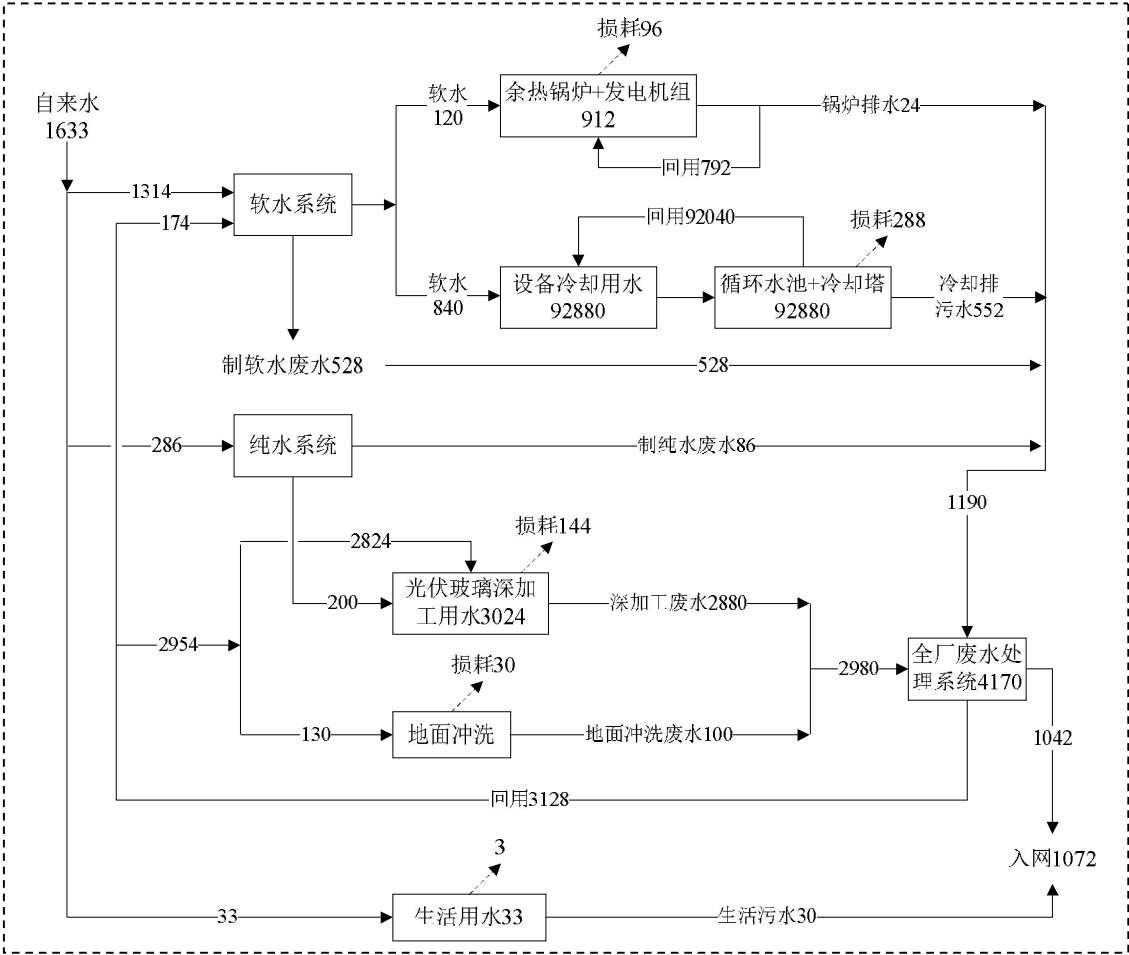 损耗96
自来水
1633
软水
120
余热锅炉+发电机组
912
锅炉排水24
回用792
1314
174
软水系统
回用92040
损耗288
软水
840
设备冷却用水
92880
循环水池+冷却塔
92880
冷却排
污水552
制软水废水528
528
286
纯水系统
制纯水废水86
1190
损耗144
2824
200
光伏玻璃深加
工用水3024
深加工废水2880
2954
损耗30
2980
全厂废水处
理系统4170
130
地面冲洗
地面冲洗废水100
1042
回用3128
3
入网1072
33
生活用水33
生活污水30